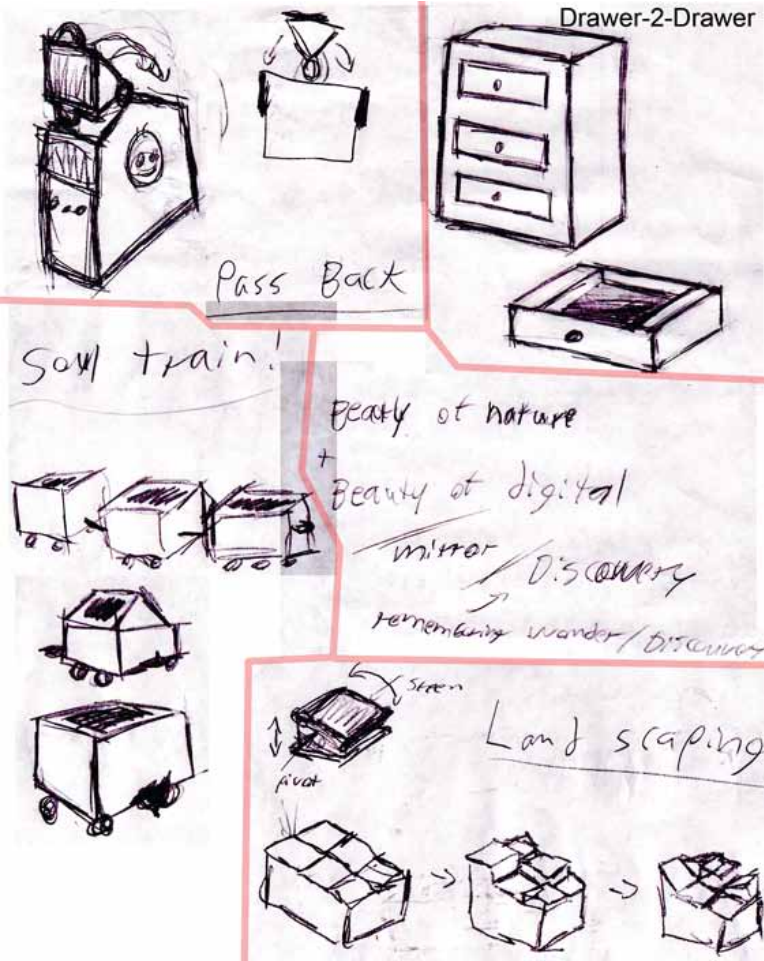 Drawer-2-Drawer
Pass Back
Soul train!
Beauty of nature
+
Beauty of digital
mirror / Discovery
remembering wonder / Discovery
Screen
pivot
Land scaping